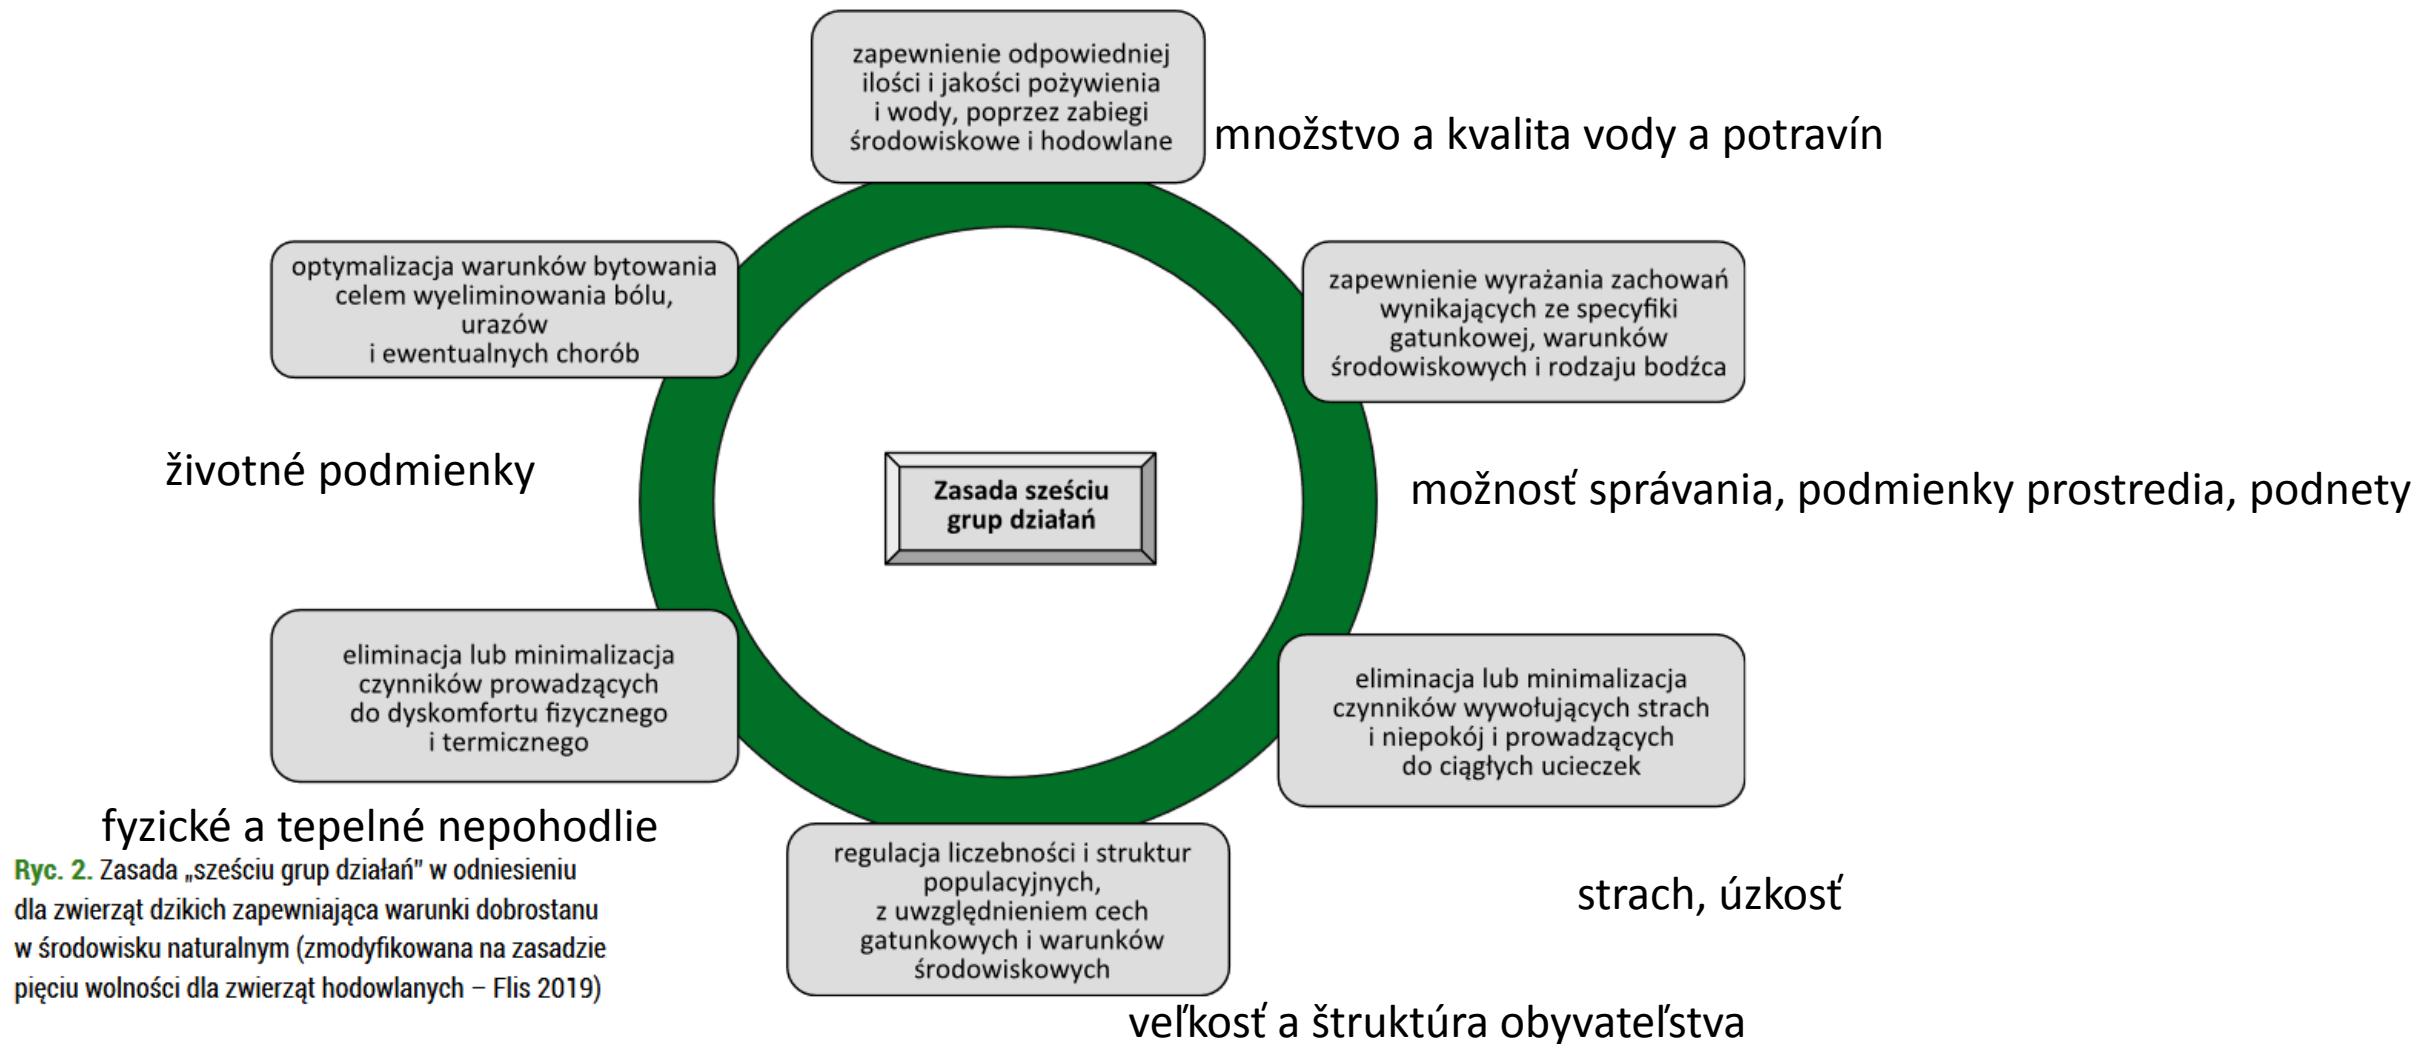 zapewnienie odpowiedniej
ilości i jakości pożywienia
i wody, poprzez zabiegi
środowiskowe i hodowlane
množstvo a kvalita vody a potravín
optymalizacja warunków bytowania
celem wyeliminowania bólu,
urazów
i ewentualnych chorób
zapewnienie wyrażania zachowań
wynikających ze specyfiki
gatunkowej, warunków
środowiskowych i rodzaju bodźca
životné podmienky
Zasada sześciu
grup działań
možnosť správania, podmienky prostredia, podnety
eliminacja lub minimalizacja
czynników prowadzących
do dyskomfortu fizycznego
i termicznego
eliminacja lub minimalizacja
czynników wywołujących strach
i niepokój i prowadzących
do ciągłych ucieczek
fyzické a tepelné nepohodlie
regulacja liczebności i struktur
populacyjnych,
z uwzględnieniem cech
gatunkowych i warunków
środowiskowych
strach, úzkosť
Ryc. 2. Zasada „sześciu grup działań" w odniesieniu
dla zwierząt dzikich zapewniająca warunki dobrostanu
w środowisku naturalnym (zmodyfikowana na zasadzie
pięciu wolności dla zwierząt hodowlanych – Flis 2019)
veľkosť a štruktúra obyvateľstva